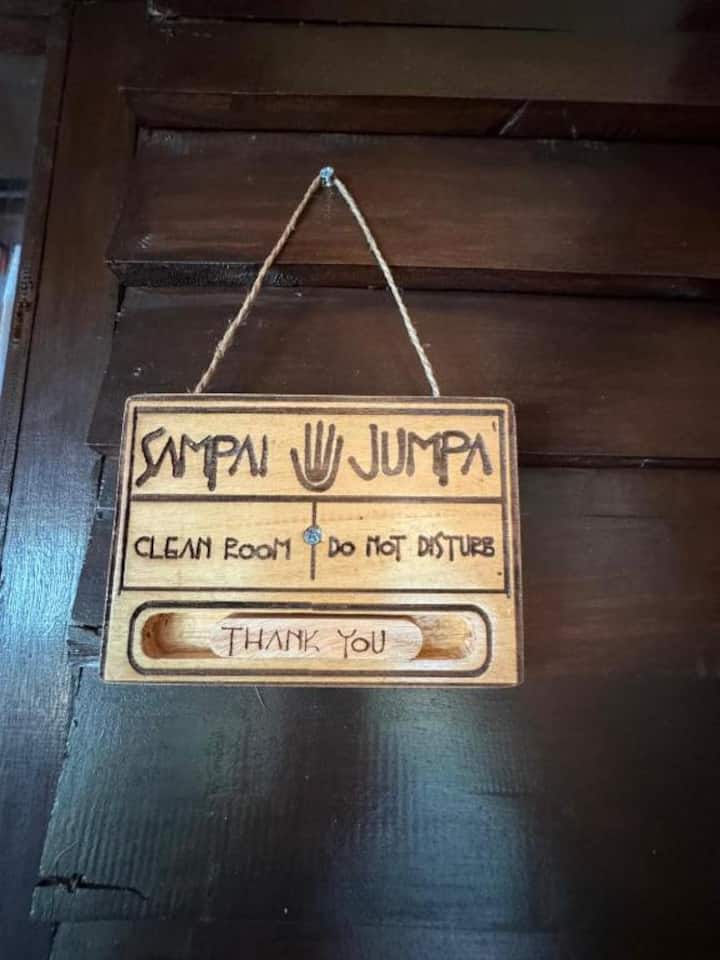 SAMPAI JUMPA'
CLEAN ROOM DO NOT DISTURB
THANK YOU